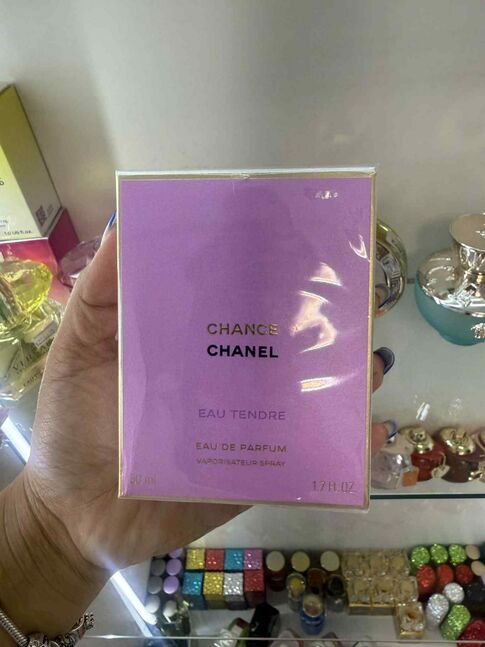 CHANCE
CHANEL
EAU TENDRE
EAU DE PARFUM
VAPORISATEUR SPRAY
50 ml
1.7 FL.OZ